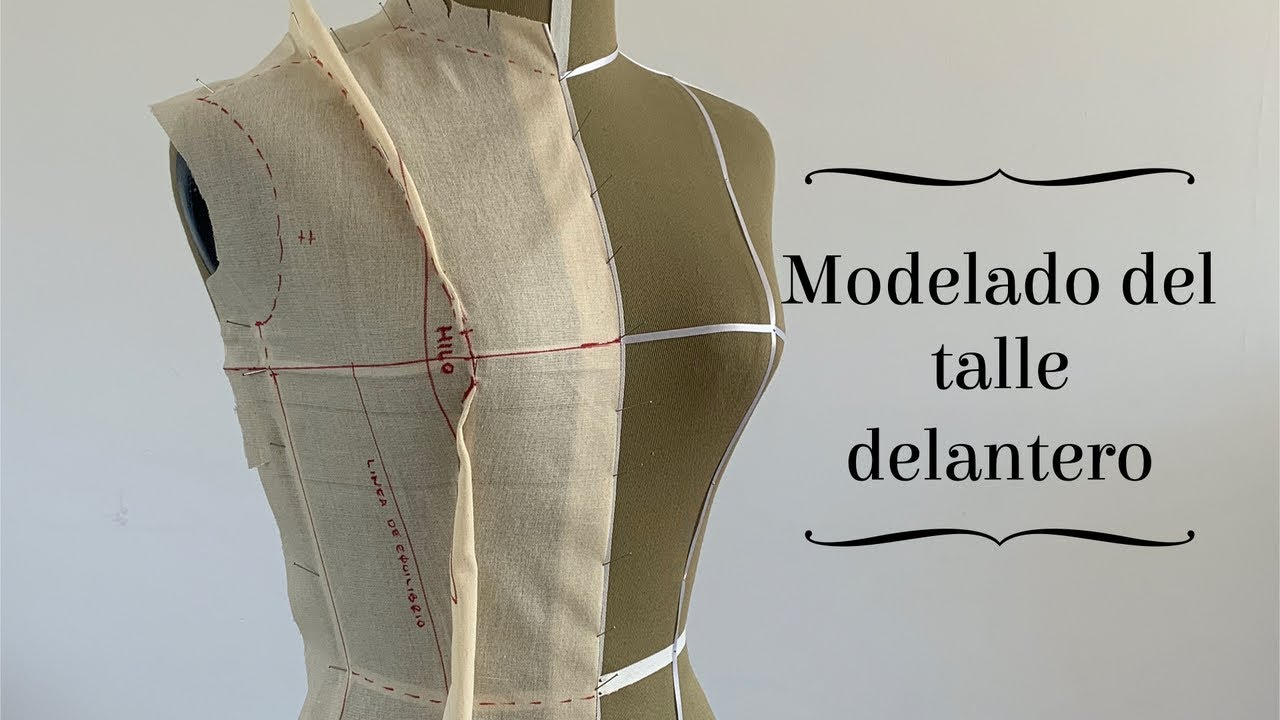 H
HILO
LINEA DE EQUILIBRIO
Modelado del
talle
delantero